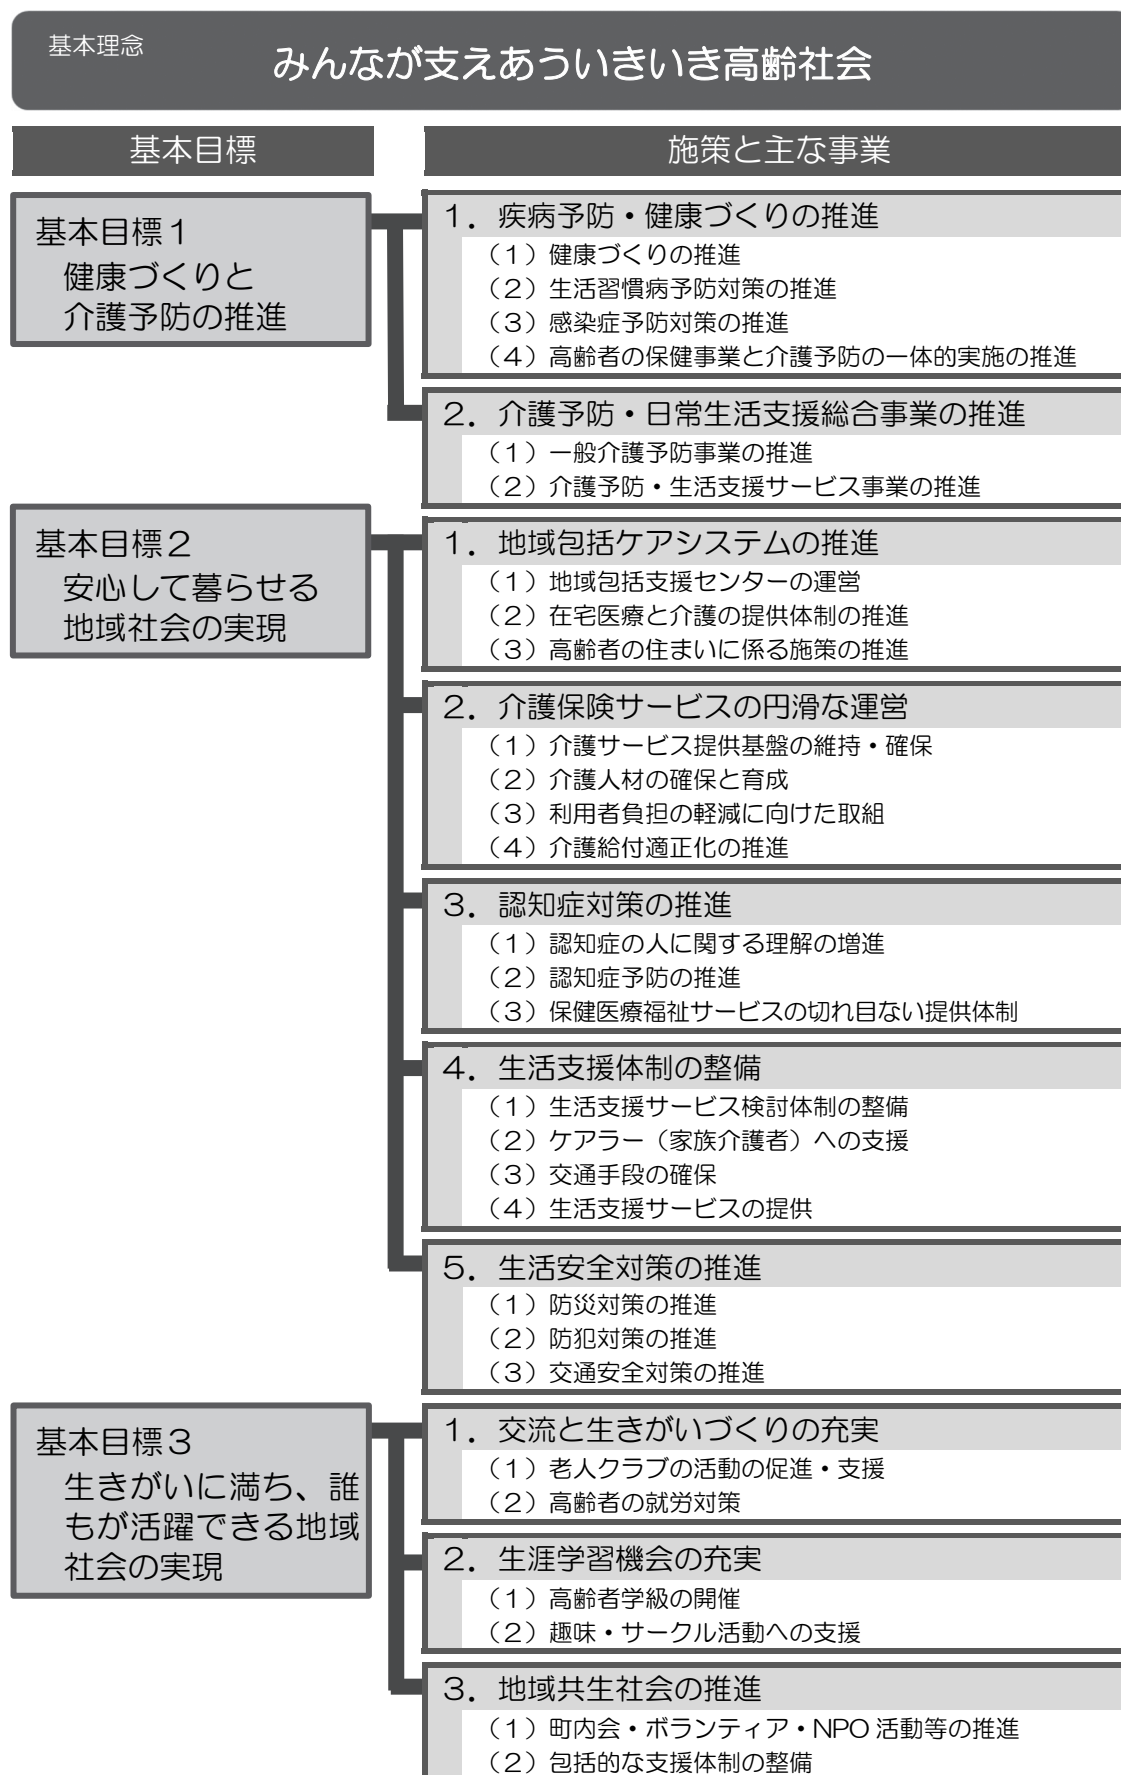 基本理念
みんなが支えあういきいき高齢社会
基本目標
施策と主な事業
基本目標１
健康づくりと
介護予防の推進
１．疾病予防・健康づくりの推進
（１）健康づくりの推進
（２）生活習慣病予防対策の推進
（３）感染症予防対策の推進
（４）高齢者の保健事業と介護予防の一体的実施の推進
２．介護予防・日常生活支援総合事業の推進
（１）一般介護予防事業の推進
（２）介護予防・生活支援サービス事業の推進
基本目標２
安心して暮らせる
地域社会の実現
１．地域包括ケアシステムの推進
（１）地域包括支援センターの運営
（２）在宅医療と介護の提供体制の推進
（３）高齢者の住まいに係る施策の推進
２．介護保険サービスの円滑な運営
（１）介護サービス提供基盤の維持・確保
（２）介護人材の確保と育成
（３）利用者負担の軽減に向けた取組
（４）介護給付適正化の推進
３．認知症対策の推進
（１）認知症の人に関する理解の増進
（２）認知症予防の推進
（３）保健医療福祉サービスの切れ目ない提供体制
４．生活支援体制の整備
（１）生活支援サービス検討体制の整備
（２）ケアラー（家族介護者）への支援
（３）交通手段の確保
（４）生活支援サービスの提供
５．生活安全対策の推進
（１）防災対策の推進
（２）防犯対策の推進
（３）交通安全対策の推進
基本目標３
生きがいに満ち、誰
もが活躍できる地域
社会の実現
１．交流と生きがいづくりの充実
（１）老人クラブの活動の促進・支援
（２）高齢者の就労対策
２．生涯学習機会の充実
（１）高齢者学級の開催
（２）趣味・サークル活動への支援
３．地域共生社会の推進
（１）町内会・ボランティア・NPO 活動等の推進
（２）包括的な支援体制の整備